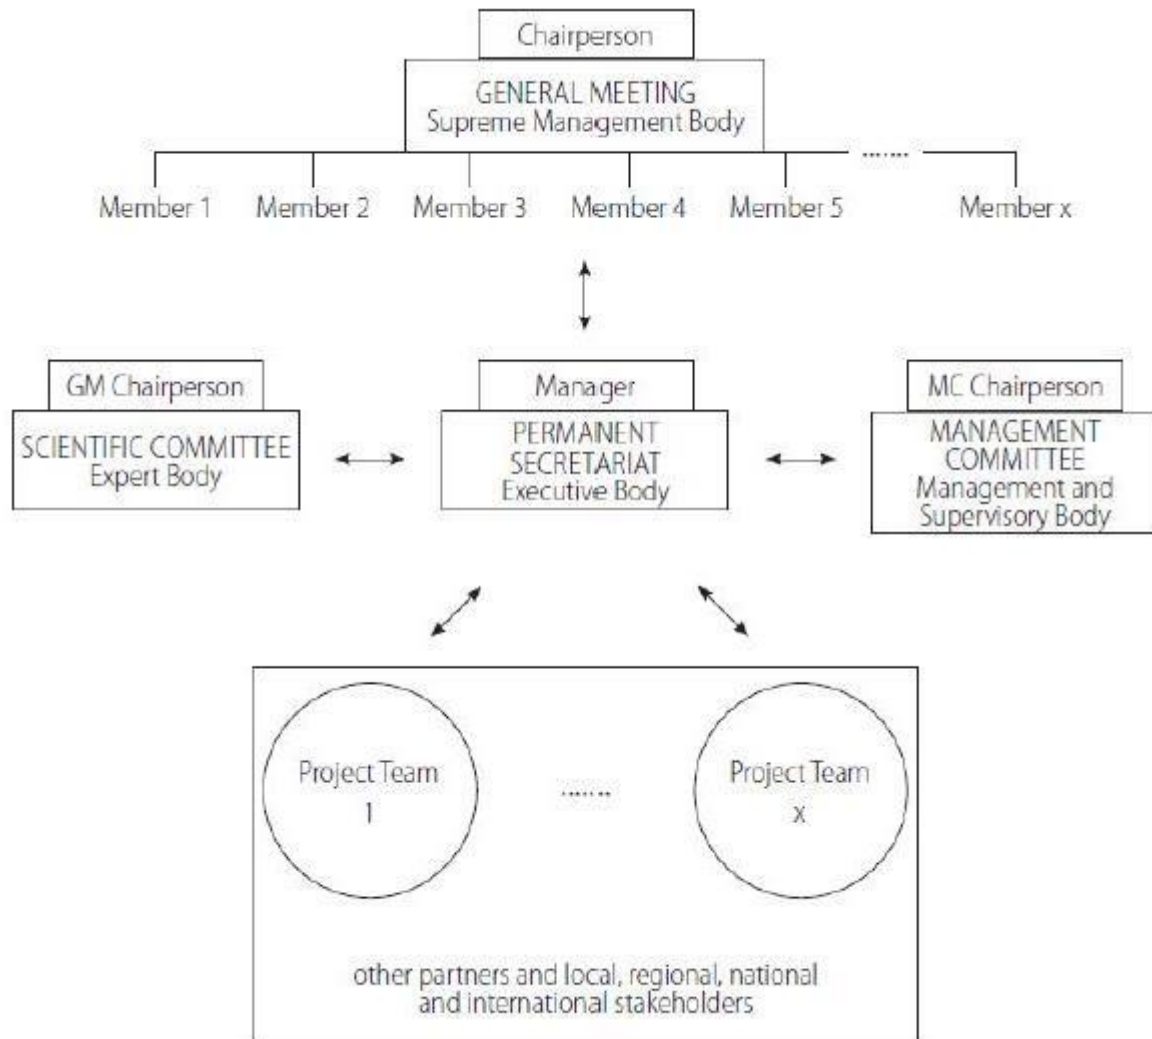 Chairperson
GENERAL MEETING
Supreme Management Body
.......
Member 1 Member 2 Member 3 Member 4 Member 5 Member x
GM Chairperson
SCIENTIFIC COMMITTEE
Expert Body
Manager
PERMANENT
SECRETARIAT
Executive Body
MC Chairperson
MANAGEMENT
COMMITTEE
Management and
Supervisory Body
Project Team
1
.......
Project Team
x
other partners and local, regional, national
and international stakeholders